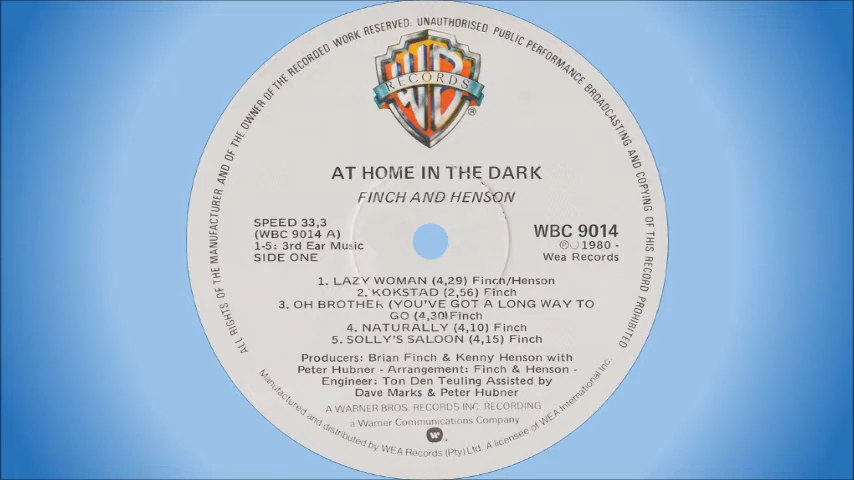 ALL RIGHTS OF THE MANUFACTURER AND OF THE OWNER OF THE RECORDED WORK RESERVED. UNAUTHORISED PUBLIC PERFORMANCE BROADCASTING AND COPYING OF THIS RECORD PROHIBITED
WB
RECORDS
®
AT HOME IN THE DARK
FINCH AND HENSON
SPEED 33,3
(WBC 9014 A)
1-5: 3rd Ear Music
SIDE ONE
WBC 9014
℗© 1980 -
Wea Records
1. LAZY WOMAN (4,29) Finch/Henson
2. KOKSTAD (2,56) Finch
3. OH BROTHER (YOU'VE GOT A LONG WAY TO
GO (4,30)Finch
4. NATURALLY (4,10) Finch
5. SOLLY'S SALOON (4,15) Finch
Producers: Brian Finch & Kenny Henson with
Peter Hubner - Arrangement: Finch & Henson -
Engineer: Ton Den Teuling Assisted by
Dave Marks & Peter Hubner
A WARNER BROS. RECORDS INC. RECORDING
a Warner Communications Company
Manufactured and distributed by WEA Records (Pty) Ltd. A licensee of WEA International Inc.